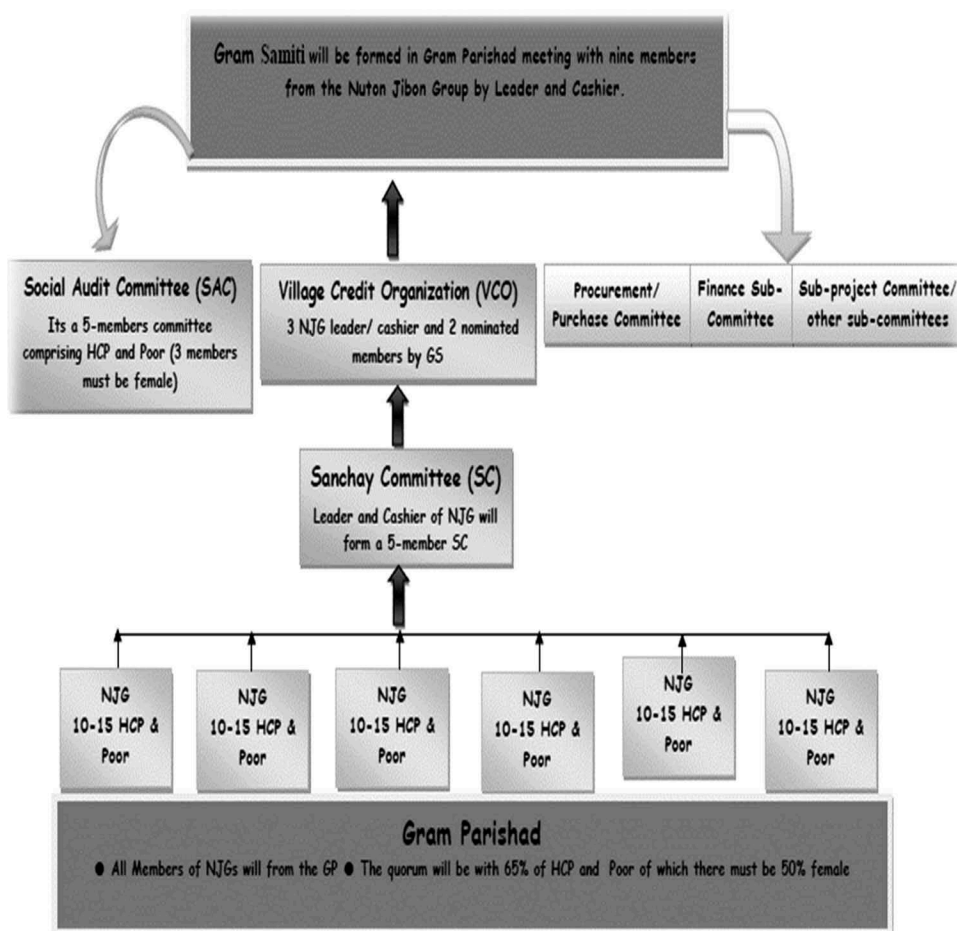 Gram Samiti will be formed in Gram Parishad meeting with nine members
from the Nuton Jibon Group by Leader and Cashier.
Social Audit Committee (SAC)
Its a 5-members committee
comprising HCP and Poor (3 members
must be female)
Village Credit Organization (VCO)
3 NJG leader/ cashier and 2 nominated
members by GS
Procurement/
Purchase Committee
Finance Sub-
Committee
Sub-project Committee/
other sub-committees
Sanchay Committee (SC)
Leader and Cashier of NJG will
form a 5-member SC
NJG
10-15 HCP &
Poor
NJG
10-15 HCP &
Poor
NJG
10-15 HCP &
Poor
NJG
10-15 HCP &
Poor
NJG
10-15 HCP &
Poor
NJG
10-15 HCP &
Poor
Gram Parishad
● All Members of NJGs will from the GP ● The quorum will be with 65% of HCP and Poor of which there must be 50% female